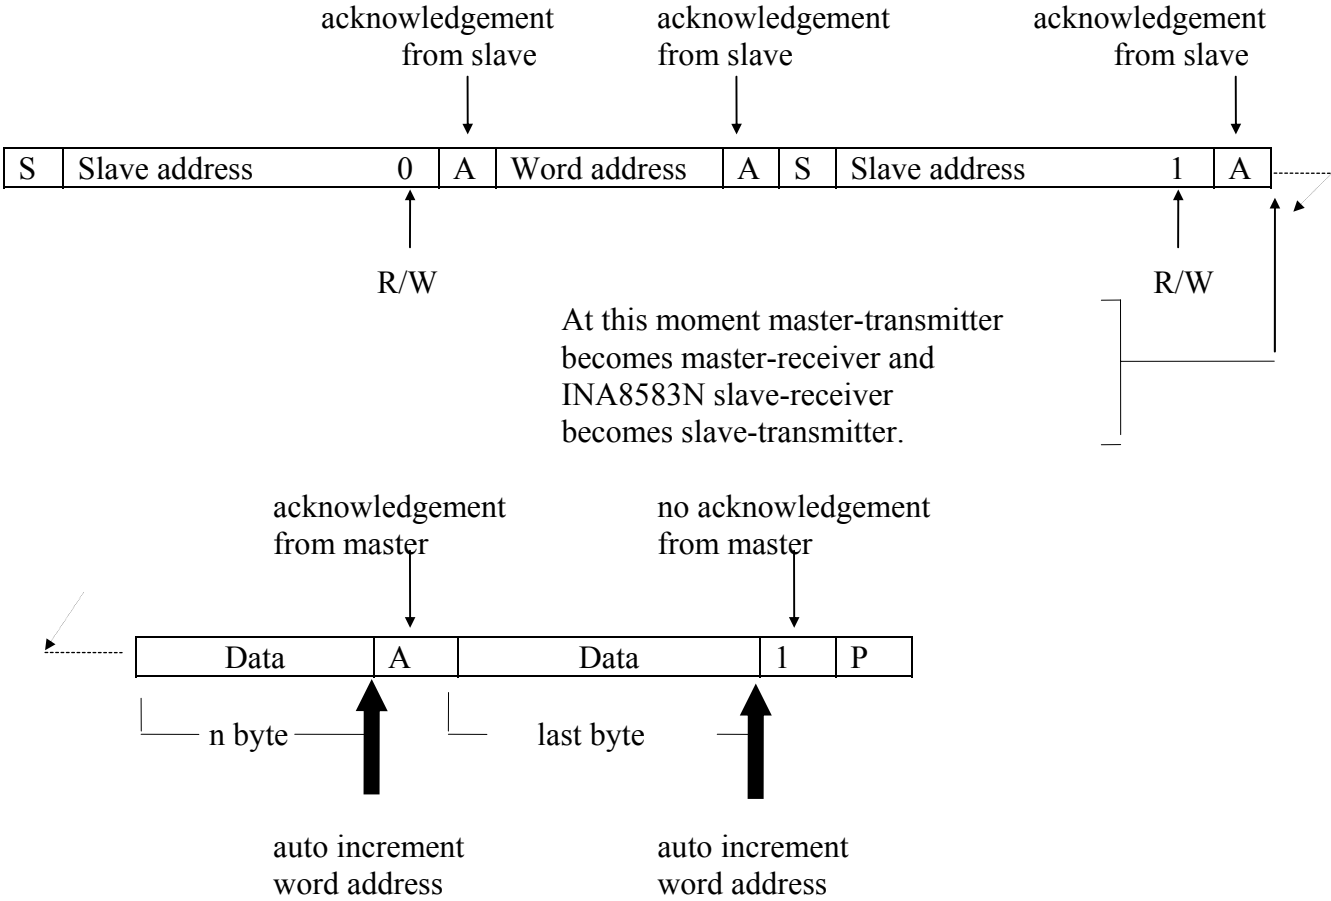 acknowledgement
from slave
acknowledgement
from slave
acknowledgement
from slave
S Slave address 0 A Word address A S Slave address 1 A
R/W
R/W
At this moment master-transmitter
becomes master-receiver and
INA8583N slave-receiver
becomes slave-transmitter.
acknowledgement
from master
no acknowledgement
from master
Data A Data 1 P
n byte
last byte
auto increment
word address
auto increment
word address